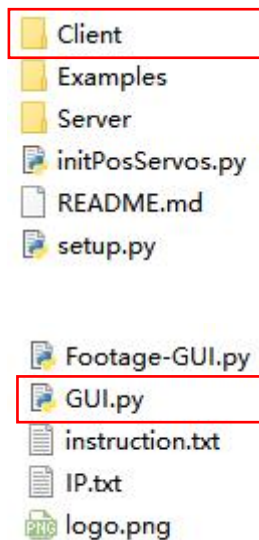 Client
Examples
Server
initPosServos.py
README.md
setup.py
Footage-GUI.py
GUI.py
instruction.txt
IP.txt
PNG
logo.png